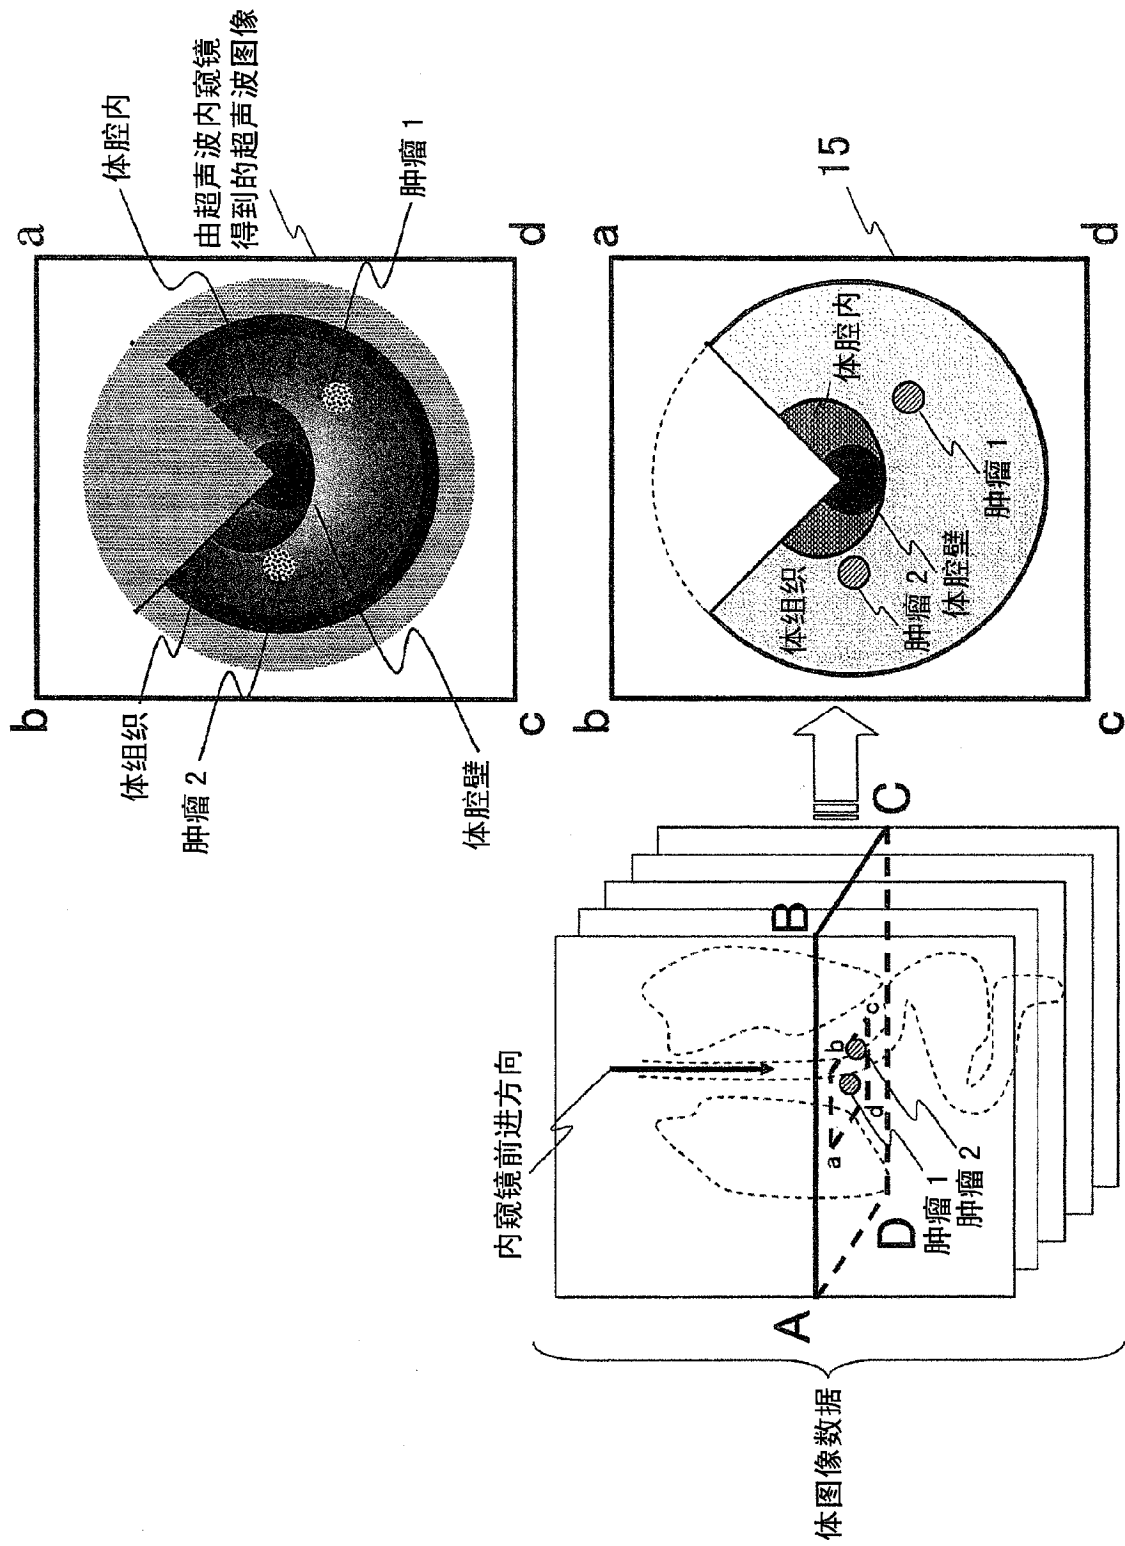 b
a
体组织
肿瘤 2
体腔壁
体腔内
由超声波内窥镜
得到的超声波图像
肿瘤 1
c
d
内窥镜前进方向
A
B
C
D
a
b
c
d
肿瘤 1
肿瘤 2
体图像数据
b
a
体组织
体腔内
肿瘤 2
体腔壁
肿瘤 1
15
c
d